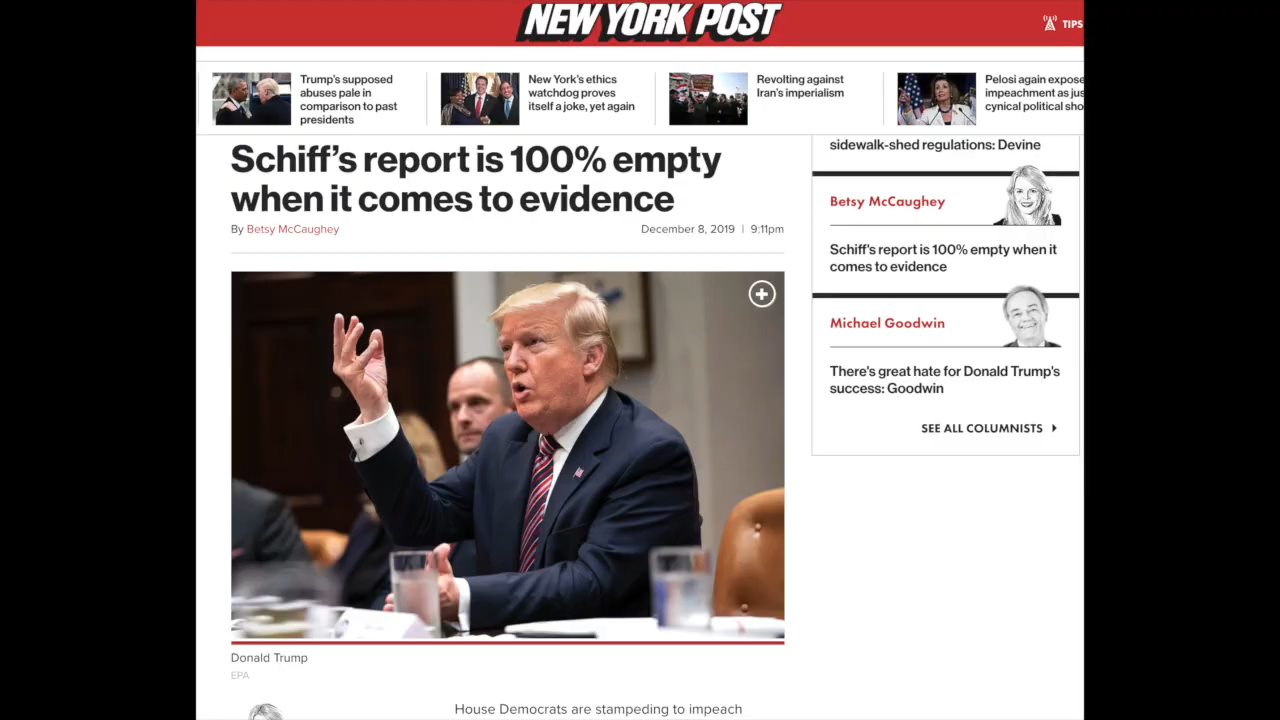 NEW YORK POST
TIPS
Trump's supposed
abuses pale in
comparison to past
presidents
New York's ethics
watchdog proves
itself a joke, yet again
Revolting against
Iran's imperialism
Pelosi again expose
impeachment as jus
cynical political sho
Schiff's report is 100% empty
when it comes to evidence
By Betsy McCaughey
December 8, 2019 | 9:11pm
Donald Trump
EPA
House Democrats are stampeding to impeach
sidewalk-shed regulations: Devine
Betsy McCaughey
Schiff's report is 100% empty when it
comes to evidence
Michael Goodwin
There's great hate for Donald Trump's
success: Goodwin
SEE ALL COLUMNISTS